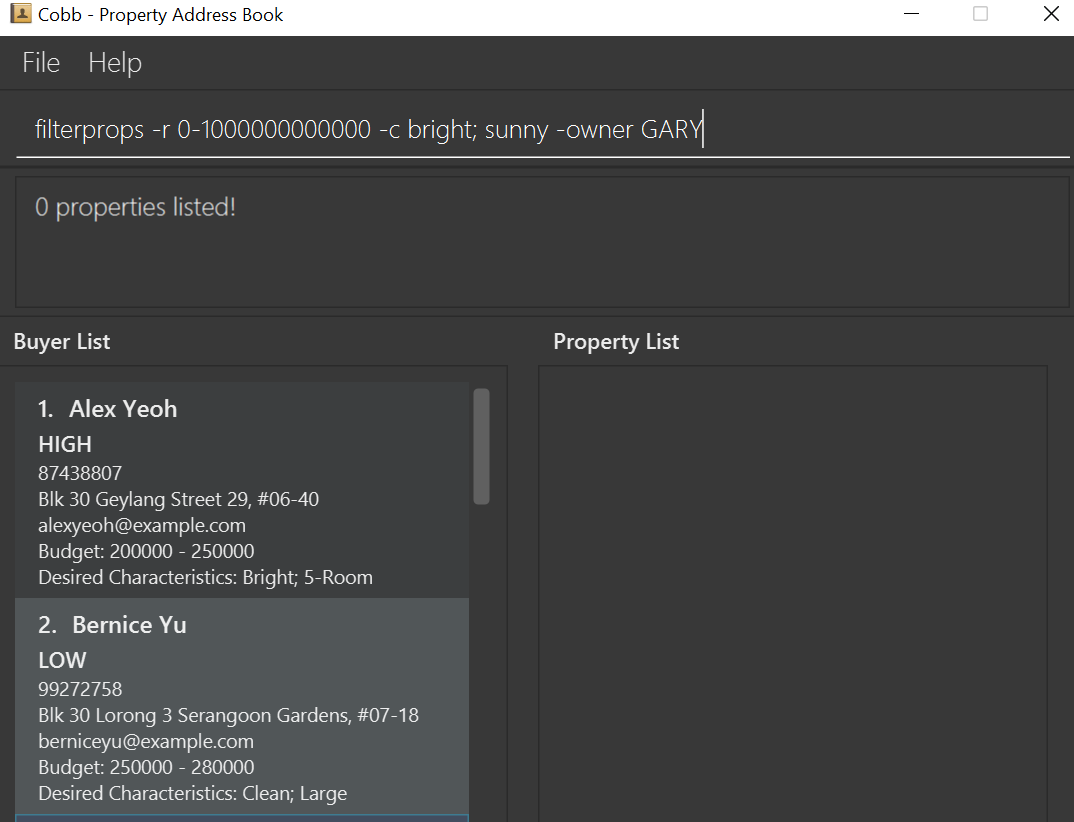 Cobb - Property Address Book
File Help
filterprops -r 0-1000000000000 -c bright; sunny -owner GARY
0 properties listed!
Buyer List
Property List
1. Alex Yeoh
HIGH
87438807
Blk 30 Geylang Street 29, #06-40
alexyeoh@example.com
Budget: 200000 - 250000
Desired Characteristics: Bright; 5-Room
2. Bernice Yu
LOW
99272758
Blk 30 Lorong 3 Serangoon Gardens, #07-18
berniceyu@example.com
Budget: 250000 - 280000
Desired Characteristics: Clean; Large